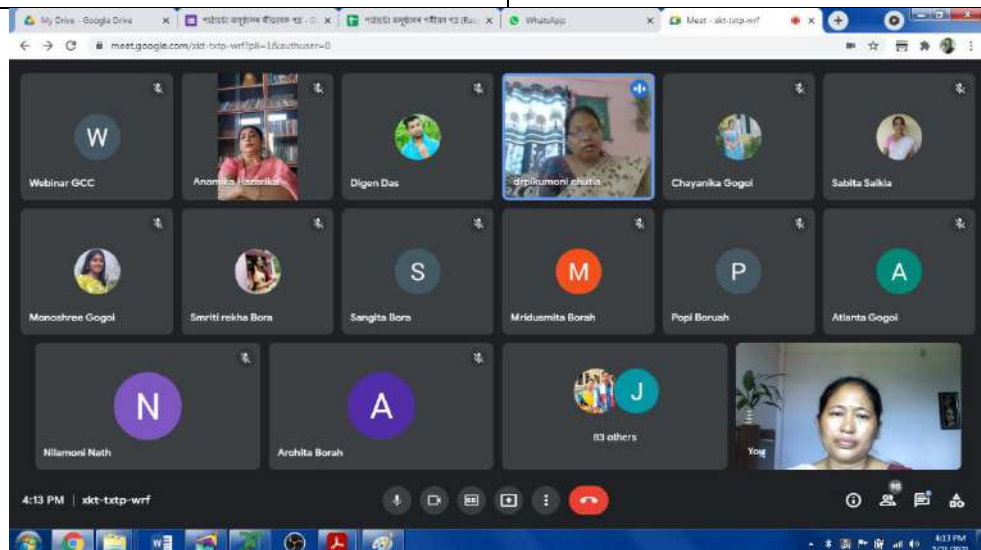 My Drive - Google Drive
WhatsApp
Meet - xkt-txtp-wrf
meet.google.com/xkt-txtp-wrf?pli=1&authuser=0
W
Webinar GCC
Anamika Hazarika
Digen Das
drpikumoni chutia
Chayanika Gogoi
Sabita Saikia
Monoshree Gogoi
Smriti rekha Bora
S
Sangita Bora
M
Mridusmita Borah
P
Popi Boruah
A
Atlanta Gogoi
N
Nilamoni Nath
A
Archita Borah
J
83 others
You
4:13 PM | xkt-txtp-wrf
98
4:13 PM